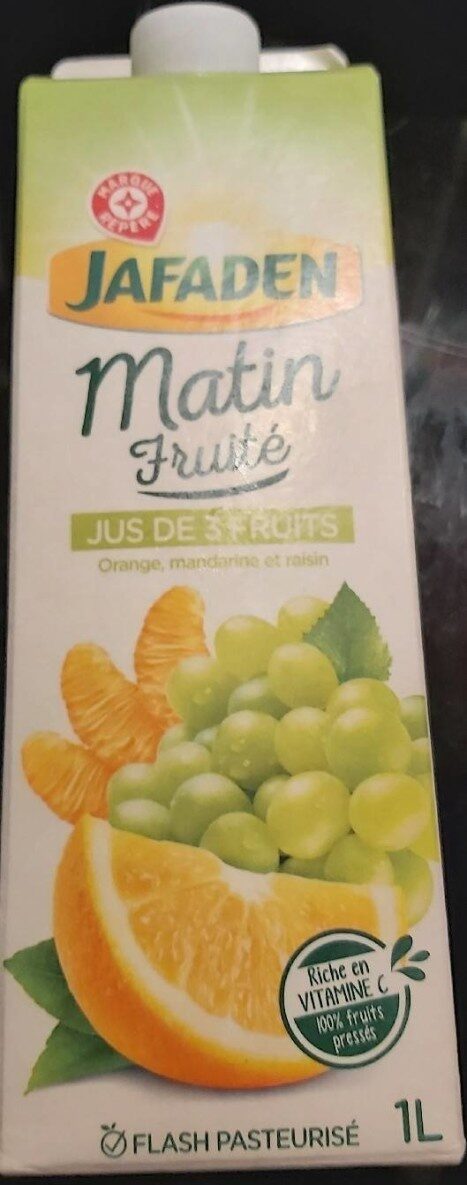 MARQUE
REPÈRE
JAFADEN
Matin
Fruité
JUS DE 3 FRUITS
Orange, mandarine et raisin
Riche en
VITAMINE C
100% fruits
pressés
FLASH PASTEURISÉ
1L